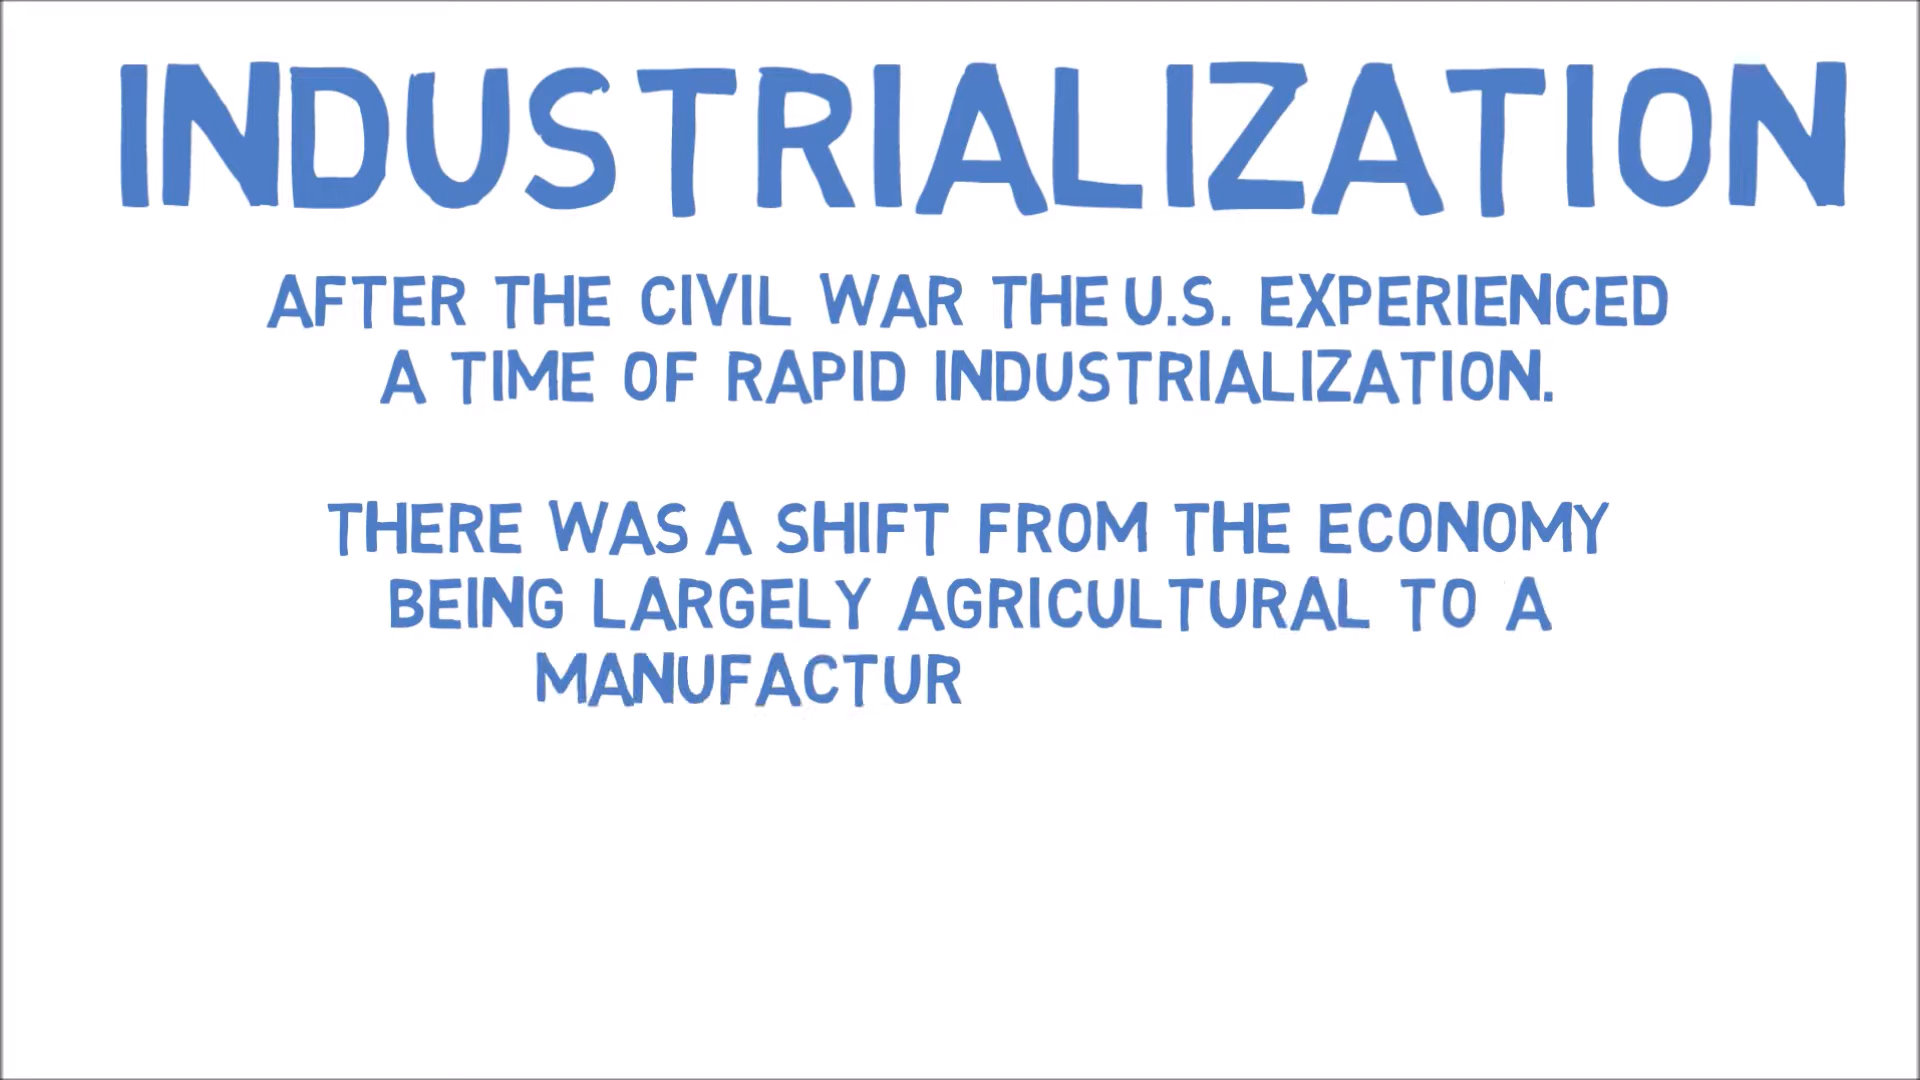 INDUSTRIALIZATION
AFTER THE CIVIL WAR THE U.S. EXPERIENCED
A TIME OF RAPID INDUSTRIALIZATION.
THERE WAS A SHIFT FROM THE ECONOMY
BEING LARGELY AGRICULTURAL TO A
MANUFACTUR